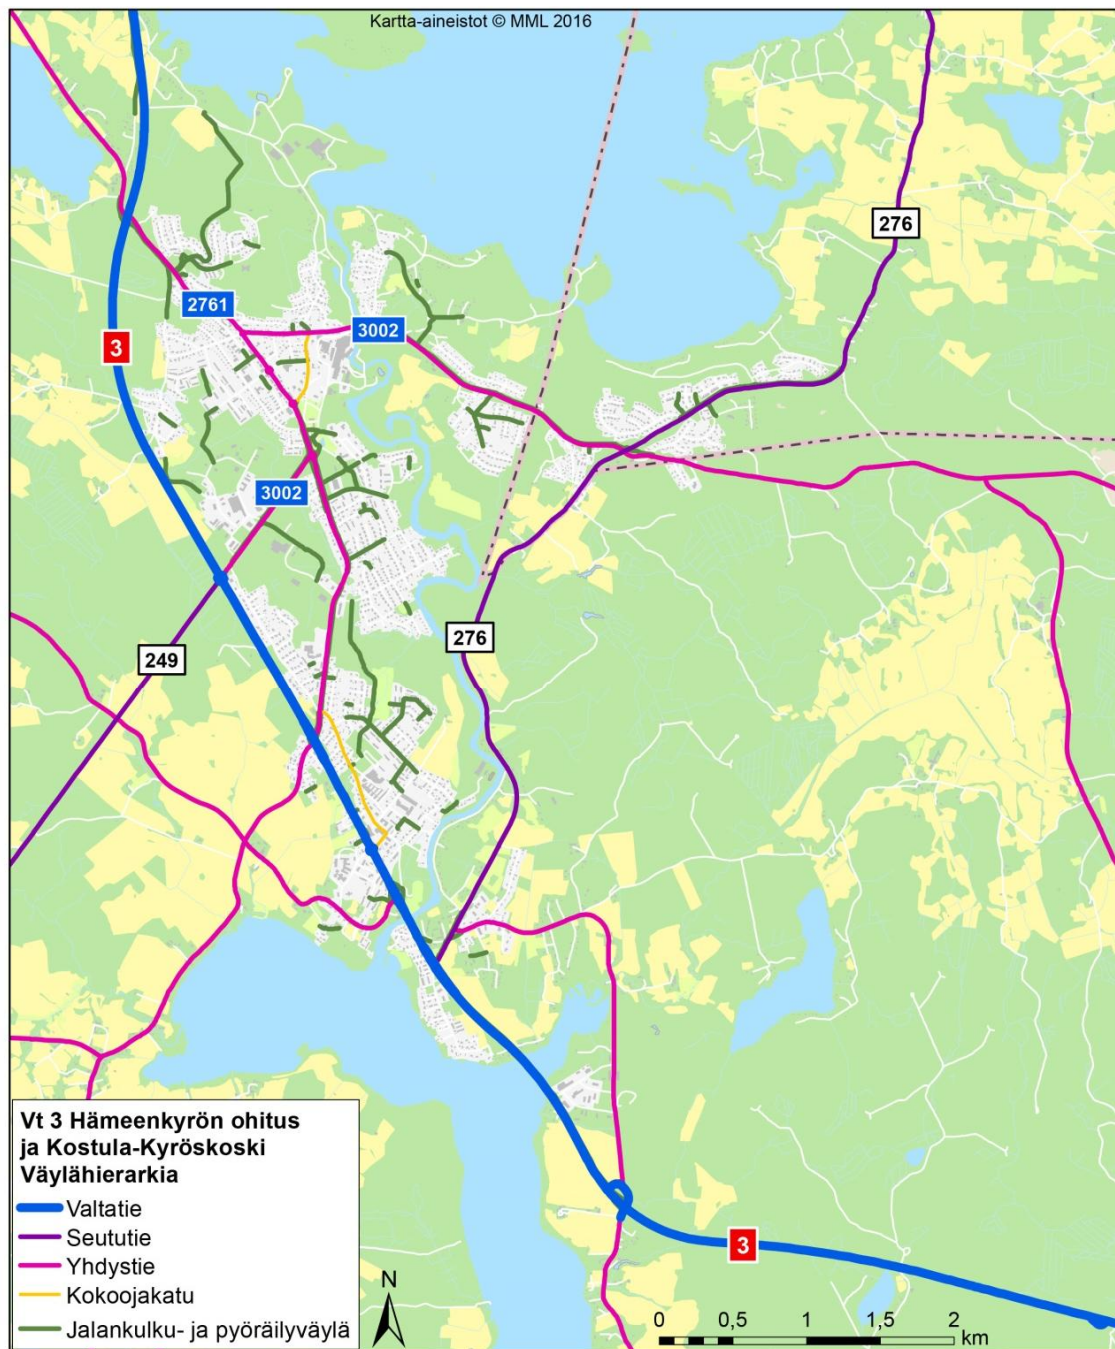 Kartta-aineistot © MML 2016
276
2761
3002
3
3002
276
249
Vt 3 Hämeenkyrön ohitus
ja Kostula-Kyröskoski
Väylähierarkia
Valtatie
Seututie
Yhdystie
Kokoojakatu
Jalankulku- ja pyöräilyväylä
N
3
0 0,5 1 1,5 2
km